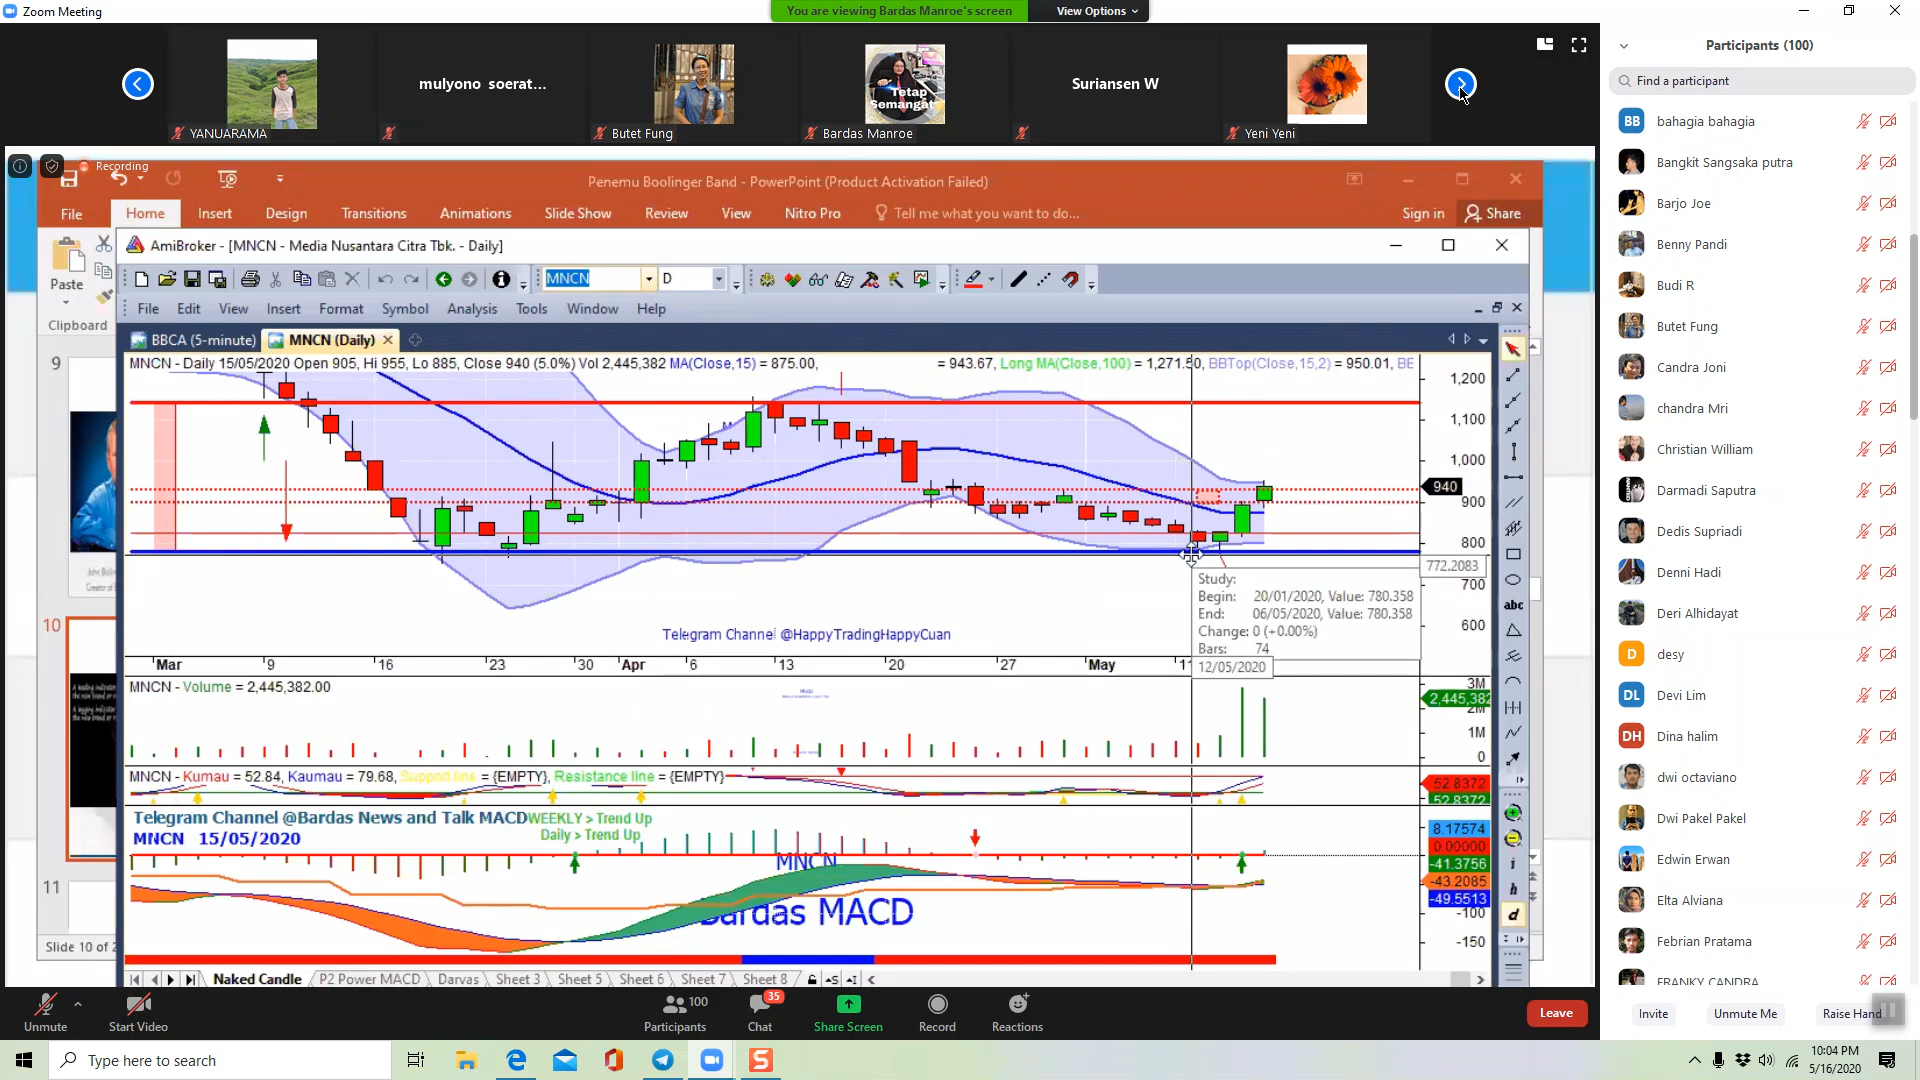 Zoom Meeting
You are viewing Bardas Manroe's screen
View Options
YANUARAMA
mulyono soerat...
Butet Fung
Tetap
Semangat
Bardas Manroe
Suriansen W
Yeni Yeni
Recording
Penemu Boolinger Band - PowerPoint (Product Activation Failed)
File Home Insert Design Transitions Animations Slide Show Review View Nitro Pro Tell me what you want to do...
Sign in Share
Paste
Clipboard
9
10
11
Slide 10 of 2
AmiBroker - [MNCN - Media Nusantara Citra Tbk. - Daily]
MNCN D
File Edit View Insert Format Symbol Analysis Tools Window Help
BBCA (5-minute) MNCN (Daily)
MNCN - Daily 15/05/2020 Open 905, Hi 955, Lo 885, Close 940 (5.0%) Vol 2,445,382 MA(Close,15) = 875.00, = 943.67, Long MA(Close,100) = 1,271.50, BBTop(Close,15,2) = 950.01, BE
1,200
1,100
1,000
940
900
800
772.2083
700
600
Study:
Begin: 20/01/2020, Value: 780.358
End: 06/05/2020, Value: 780.358
Change: 0 (+0.00%)
Bars: 74
12/05/2020
Telegram Channel @HappyTradingHappyCuan
Mar 9 16 23 30 Apr 6 13 20 27 May 11
MNCN - Volume = 2,445,382.00
3M
2,445,382
2M
1M
0
MNCN - Kumau = 52.84, Kaumau = 79.68, Support line = {EMPTY}, Resistance line = {EMPTY}
52.8372
52.8372
Telegram Channel @Bardas News and Talk MACD
WEEKLY > Trend Up
Daily > Trend Up
MNCN 15/05/2020
MNCN
Bardas MACD
8.17574
0.00000
-41.3756
-43.2085
-49.5513
-100
-150
abc
i
h
d
Naked Candle P2 Power MACD Darvas Sheet 3 Sheet 5 Sheet 6 Sheet 7 Sheet 8
Unmute
Start Video
100
Participants
35
Chat
Share Screen
Record
Reactions
Leave
Participants (100)
Find a participant
BB bahagia bahagia
Bangkit Sangsaka putra
Barjo Joe
Benny Pandi
Budi R
Butet Fung
Candra Joni
chandra Mri
Christian William
Darmadi Saputra
Dedis Supriadi
Denni Hadi
Deri Alhidayat
D desy
DL Devi Lim
DH Dina halim
dwi octaviano
Dwi Pakel Pakel
Edwin Erwan
Elta Alviana
Febrian Pratama
FRANKY CANDRA
Invite
Unmute Me
Raise Hand
Type here to search
10:04 PM
5/16/2020